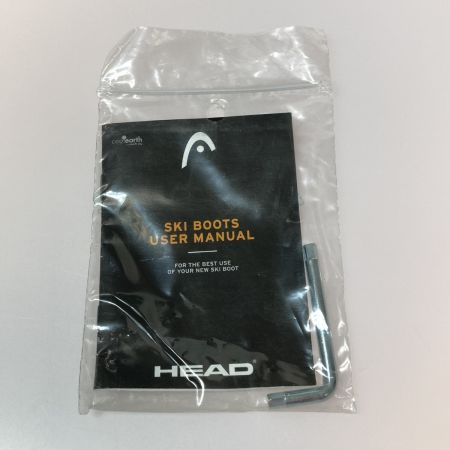 SKI BOOTS
USER MANUAL
FOR THE BEST USE
OF YOUR NEW SKI BOOT
HEAD